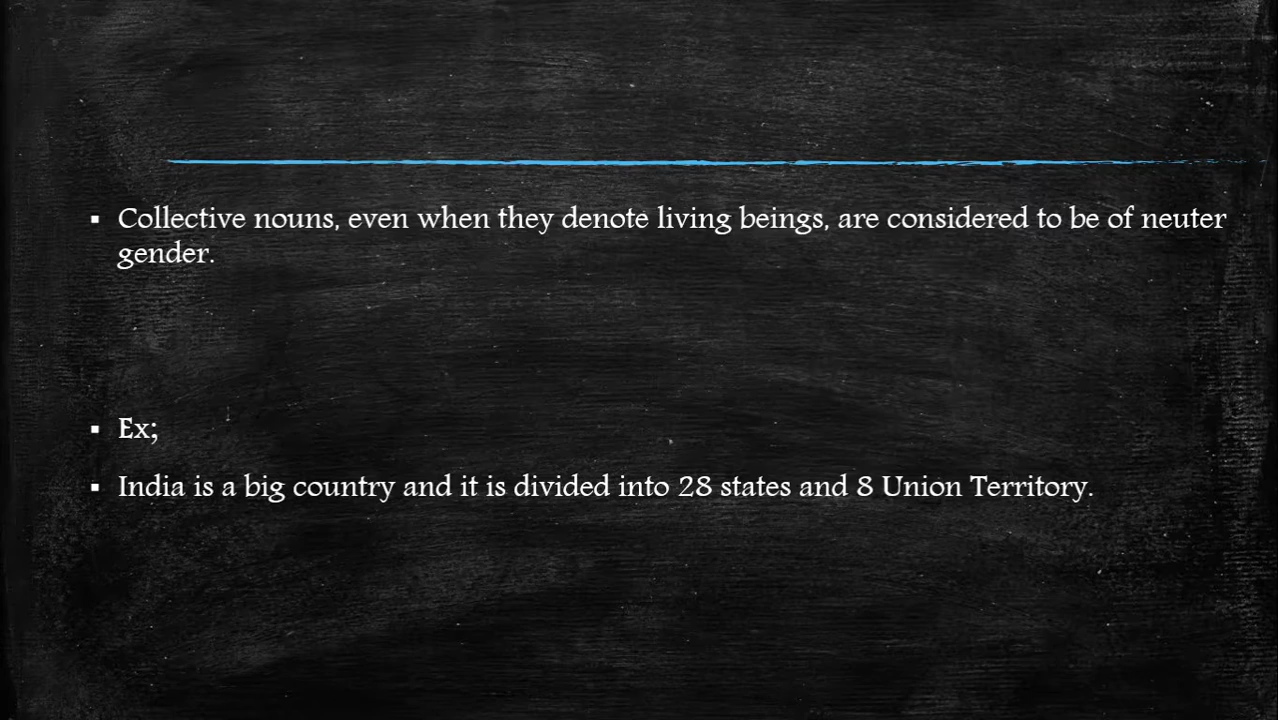 Collective nouns, even when they denote living beings, are considered to be of neuter
gender.
Ex;
India is a big country and it is divided into 28 states and 8 Union Territory.